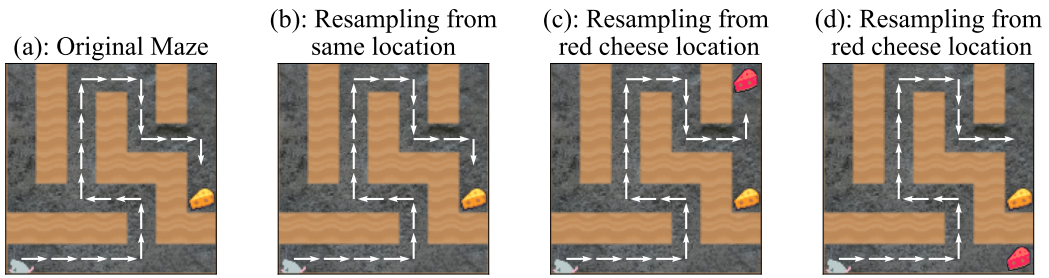 (a): Original Maze
(b): Resampling from
same location
(c): Resampling from
red cheese location
(d): Resampling from
red cheese location